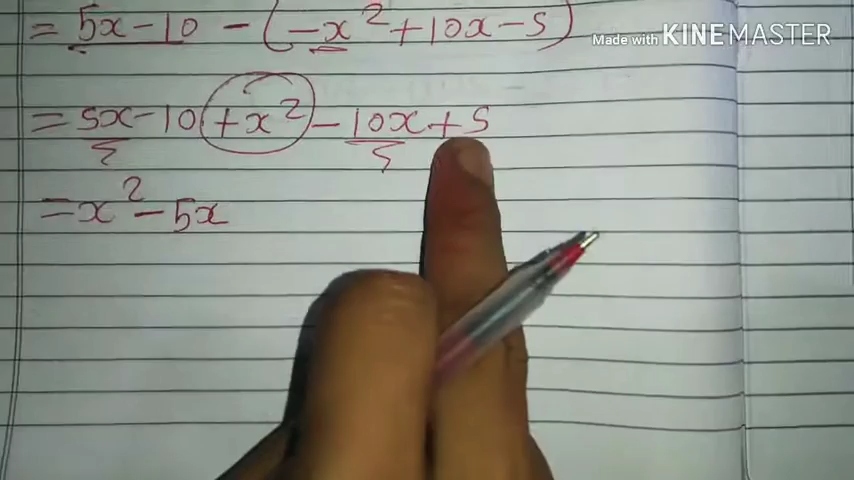 = 5x - 10 - (-x² + 10x - 5)
Made with KINEMASTER
= 5x - 10 + x² - 10x + 5
= x² - 5x